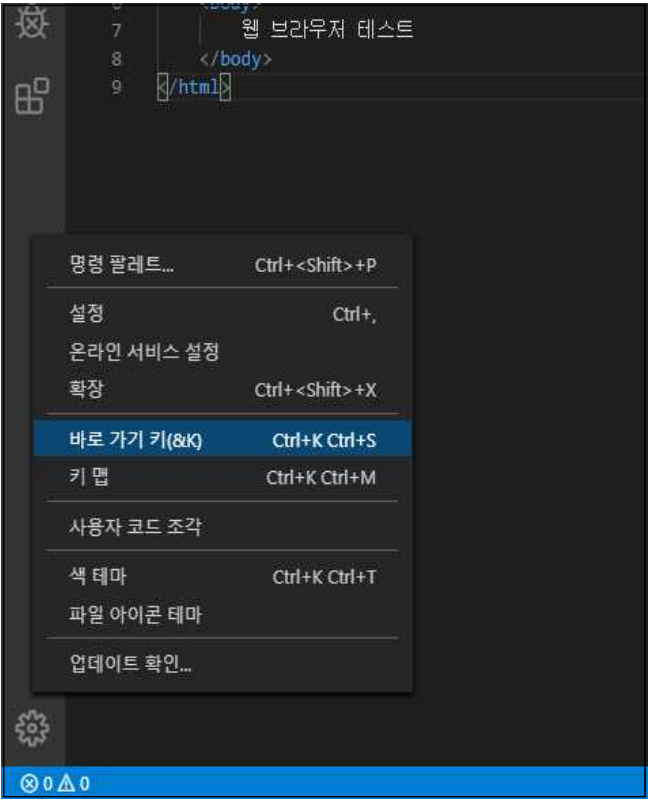 7 웹 브라우저 테스트
8 </body>
9 </html>
명령 팔레트... Ctrl+<Shift>+P
설정 Ctrl+,
온라인 서비스 설정
확장 Ctrl+<Shift>+X
바로 가기 키(&K) Ctrl+K Ctrl+S
키 맵 Ctrl+K Ctrl+M
사용자 코드 조각
색 테마 Ctrl+K Ctrl+T
파일 아이콘 테마
업데이트 확인...
0 0